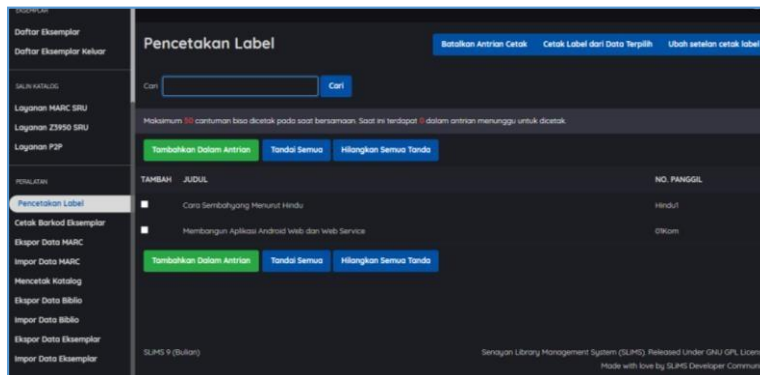 EKSEMPLAR
Daftar Eksemplar
Daftar Eksemplar Keluar
SALIN KATALOG
Layanan MARC SRU
Layanan Z3950 SRU
Layanan P2P
PERALATAN
Pencetakan Label
Cetak Barkod Eksemplar
Ekspor Data MARC
Impor Data MARC
Mencetak Katalog
Ekspor Data Biblio
Impor Data Biblio
Ekspor Data Eksemplar
Impor Data Eksemplar
Pencetakan Label
Batalkan Antrian Cetak Cetak Label dari Data Terpilih Ubah setelan cetak label
Cari Cari
Maksimum 50 cantuman bisa dicetak pada saat bersamaan. Saat ini terdapat 0 dalam antrian menunggu untuk dicetak.
Tambahkan Dalam Antrian Tandai Semua Hilangkan Semua Tanda
TAMBAH JUDUL NO. PANGGIL
Cara Sembahyang Menurut Hindu Hindu1
Membangun Aplikasi Android Web dan Web Service 01Kom
Tambahkan Dalam Antrian Tandai Semua Hilangkan Semua Tanda
SLiMS 9 (Bulian) Senayan Library Management System (SLiMS). Released Under GNU GPL Licens
Made with love by SLiMS Developer Communi